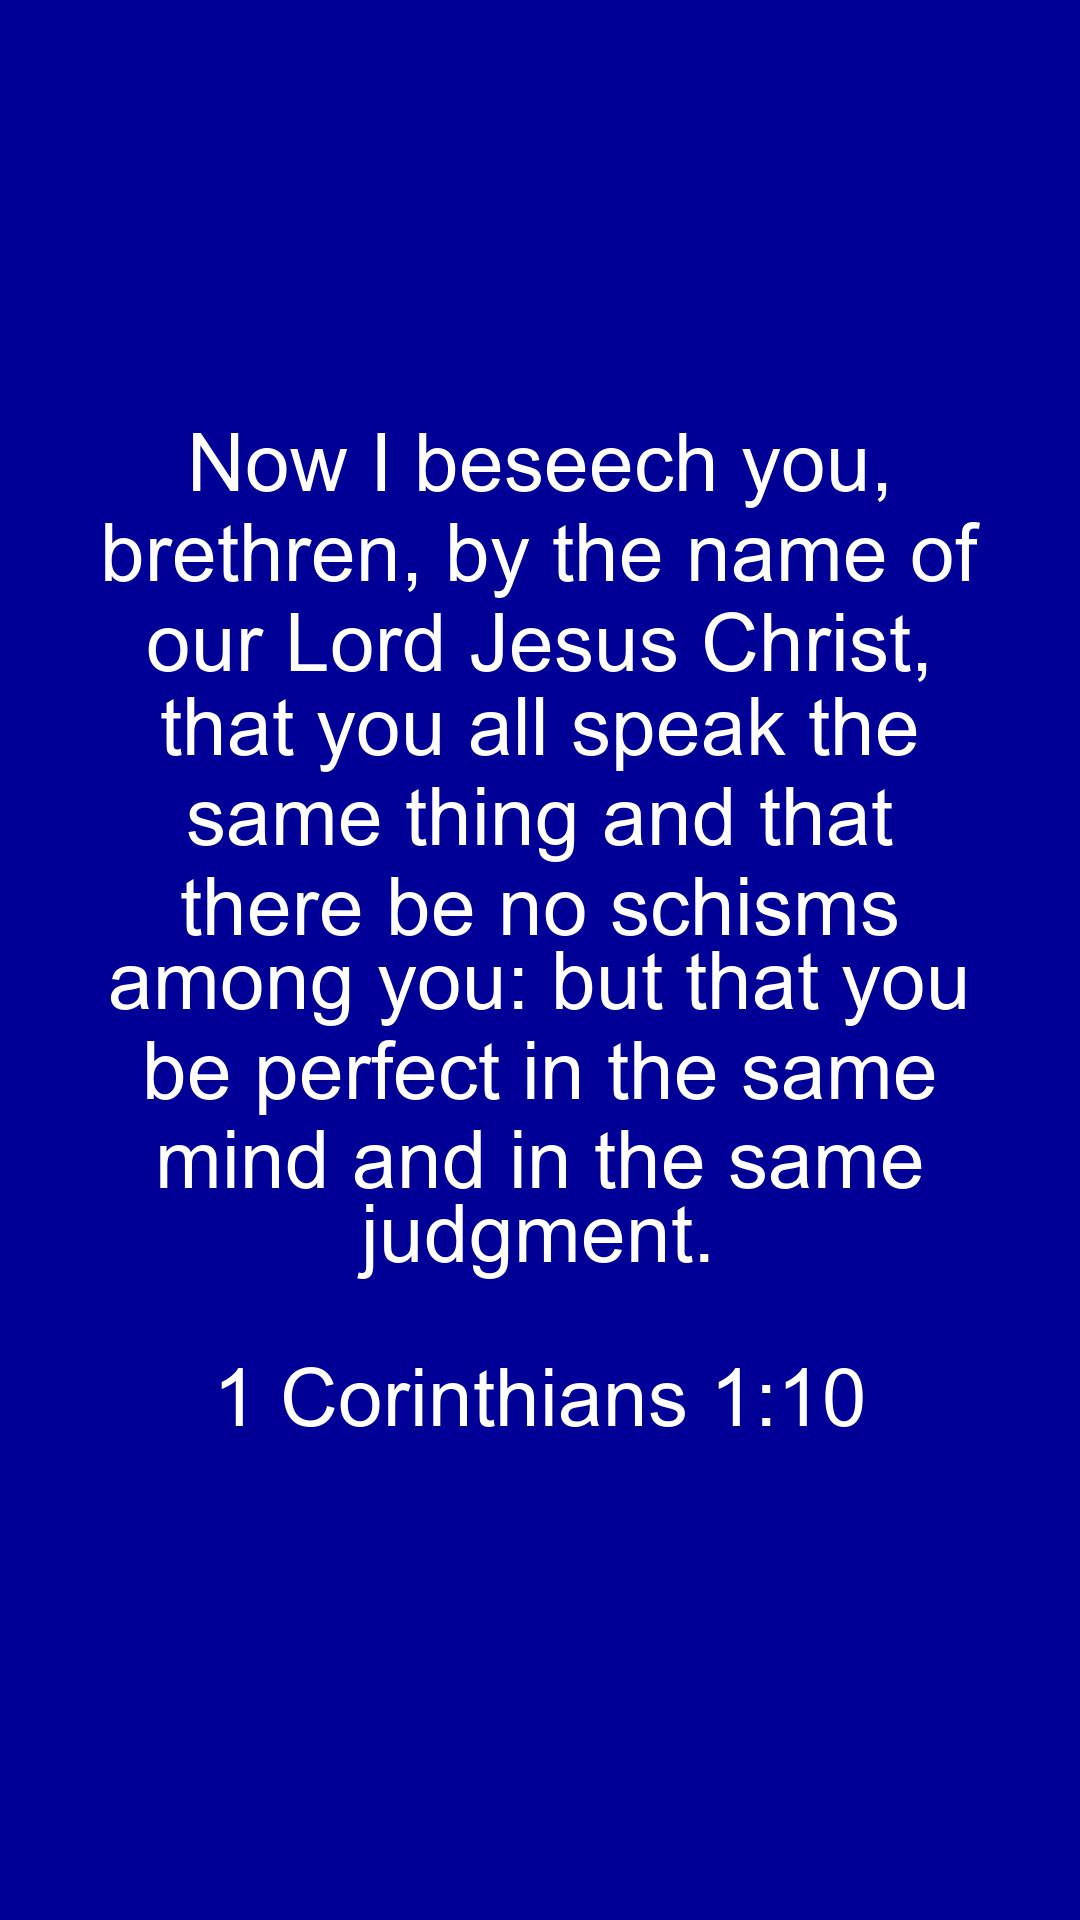 Now I beseech you,
brethren, by the name of
our Lord Jesus Christ,
that you all speak the
same thing and that
there be no schisms
among you: but that you
be perfect in the same
mind and in the same
judgment.
1 Corinthians 1:10